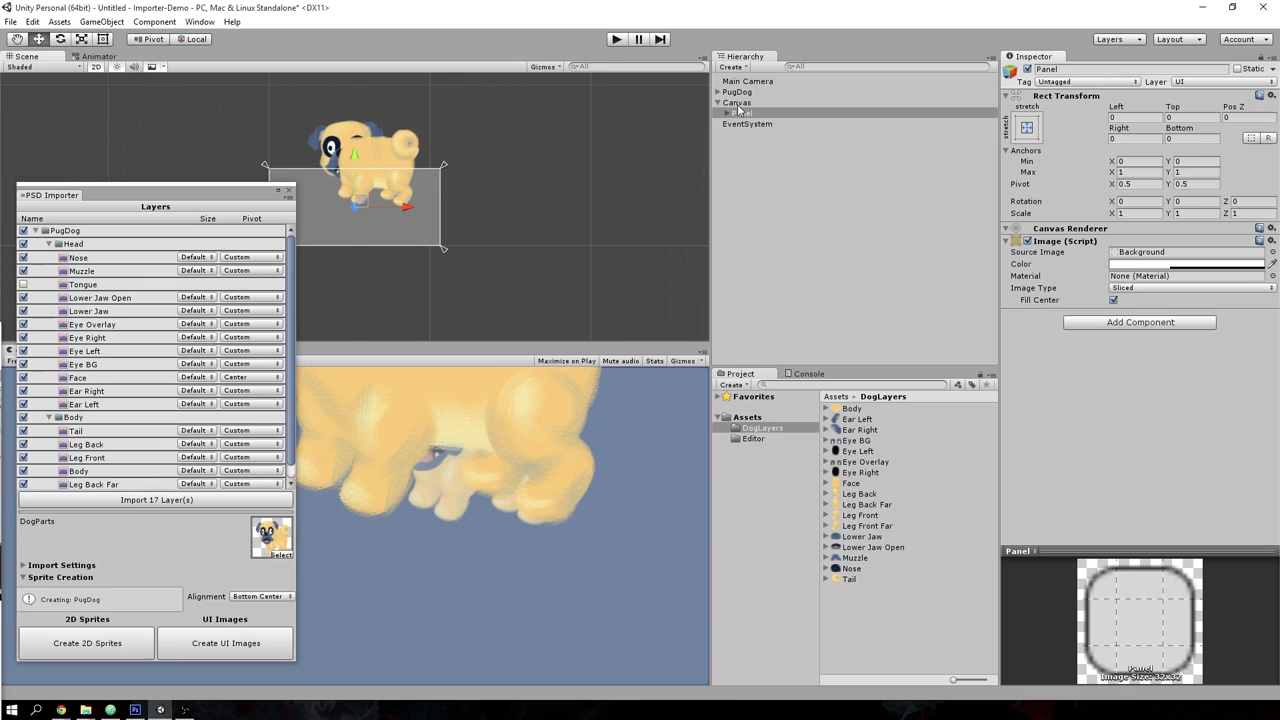 Unity Personal (64bit) - Untitled - Importer-Demo - PC, Mac & Linux Standalone* <DX11>
File Edit Assets GameObject Component Window Help
Pivot Local Layers Layout Account
Scene Animator
Shaded 2D Gizmos All
PSD Importer
Layers
Name Size Pivot
PugDog
Head
Nose Default Custom
Muzzle Default Custom
Tongue Default Custom
Lower Jaw Open Default Custom
Lower Jaw Default Custom
Eye Overlay Default Custom
Eye Right Default Custom
Eye Left Default Custom
Eye BG Default Custom
Face Default Center
Ear Right Default Custom
Ear Left Default Custom
Body
Tail Default Custom
Leg Back Default Custom
Leg Front Default Custom
Body Default Custom
Leg Back Far Default Custom
Import 17 Layer(s)
DogParts
Select
Import Settings
Sprite Creation
Creating: PugDog
Alignment Bottom Center
2D Sprites UI Images
Create 2D Sprites Create UI Images
Maximize on Play Mute audio Stats Gizmos
Hierarchy
Create All
Main Camera
PugDog
Canvas
EventSystem
Project Console
Create
Favorites
Assets
DogLayers
Editor
Assets DogLayers
Body
Ear Left
Ear Right
Eye BG
Eye Left
Eye Overlay
Eye Right
Face
Leg Back
Leg Back Far
Leg Front
Leg Front Far
Lower Jaw
Lower Jaw Open
Muzzle
Nose
Tail
Inspector
Panel Static
Tag Untagged Layer UI
Rect Transform
stretch Left Top Pos Z
stretch 0 0 0
Right Bottom
0 0 R
Anchors
Min X 0 Y 0
Max X 1 Y 1
Pivot X 0.5 Y 0.5
Rotation X 0 Y 0 Z 0
Scale X 1 Y 1 Z 1
Canvas Renderer
Image (Script)
Source Image Background
Color
Material None (Material)
Image Type Sliced
Fill Center
Add Component
Panel
Panel
Image Size: 32x32